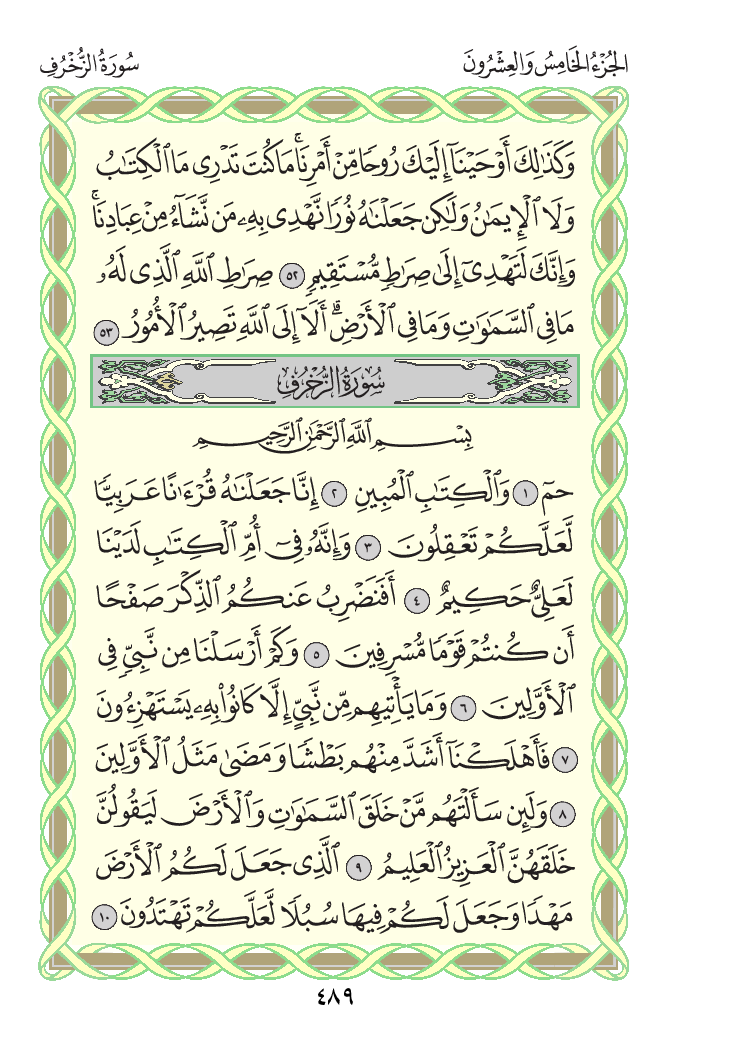 الجُزْءُ الخَامِسُ وَالعِشْرُونَ
سُورَةُ الزُّخْرُفِ
وَكَذَٰلِكَ أَوْحَيْنَآ إِلَيْكَ رُوحًا مِّنْ أَمْرِنَا ۚ مَا كُنتَ تَدْرِى مَا ٱلْكِتَٰبُ
وَلَا ٱلْإِيمَٰنُ وَلَٰكِن جَعَلْنَٰهُ نُورًا نَّهْدِى بِهِۦ مَن نَّشَآءُ مِنْ عِبَادِنَا ۚ
وَإِنَّكَ لَتَهْدِىٓ إِلَىٰ صِرَٰطٍ مُّسْتَقِيمٍ ٥٢ صِرَٰطِ ٱللَّهِ ٱلَّذِى لَهُۥ
مَا فِى ٱلسَّمَٰوَٰتِ وَمَا فِى ٱلْأَرْضِ ۗ أَلَآ إِلَى ٱللَّهِ تَصِيرُ ٱلْأُمُورُ ٥٣
سُورَةُ الزُّخْرُفِ
بِسْمِ ٱللَّهِ ٱلرَّحْمَٰنِ ٱلرَّحِيمِ
حمٓ ١ وَٱلْكِتَٰبِ ٱلْمُبِينِ ٢ إِنَّا جَعَلْنَٰهُ قُرْءَٰنًا عَرَبِيًّا
لَّعَلَّكُمْ تَعْقِلُونَ ٣ وَإِنَّهُۥ فِىٓ أُمِّ ٱلْكِتَٰبِ لَدَيْنَا
لَعَلِىٌّ حَكِيمٌ ٤ أَفَنَضْرِبُ عَنكُمُ ٱلذِّكْرَ صَفْحًا
أَن كُنتُمْ قَوْمًا مُّسْرِفِينَ ٥ وَكَمْ أَرْسَلْنَا مِن نَّبِىٍّ فِى
ٱلْأَوَّلِينَ ٦ وَمَا يَأْتِيهِم مِّن نَّبِىٍّ إِلَّا كَانُوا۟ بِهِۦ يَسْتَهْزِءُونَ
٧ فَأَهْلَكْنَآ أَشَدَّ مِنْهُم بَطْشًا وَمَضَىٰ مَثَلُ ٱلْأَوَّلِينَ
٨ وَلَئِن سَأَلْتَهُم مَّنْ خَلَقَ ٱلسَّمَٰوَٰتِ وَٱلْأَرْضَ لَيَقُولُنَّ
خَلَقَهُنَّ ٱلْعَزِيزُ ٱلْعَلِيمُ ٩ ٱلَّذِى جَعَلَ لَكُمُ ٱلْأَرْضَ
مَهْدًا وَجَعَلَ لَكُمْ فِيهَا سُبُلًا لَّعَلَّكُمْ تَهْتَدُونَ ١٠
٤٨٩